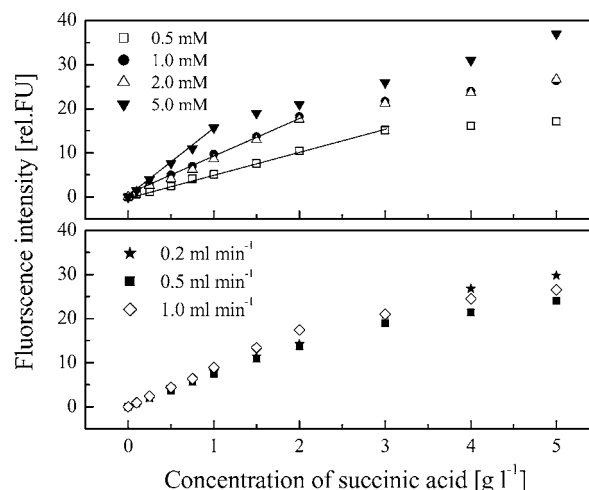 Fluorescence intensity [rel.FU]
40
30
20
10
0
0.5 mM
1.0 mM
2.0 mM
5.0 mM
40
30
20
10
0
0.2 ml min⁻¹
0.5 ml min⁻¹
1.0 ml min⁻¹
0 1 2 3 4 5
Concentration of succinic acid [g l⁻¹]